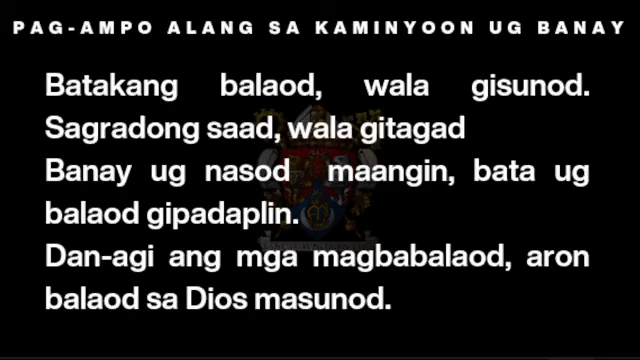 PAG-AMPO ALANG SA KAMINYOON UG BANAY
Batakang balaod, wala gisunod.
Sagradong saad, wala gitagad
Banay ug nasod maangin, bata ug
balaod gipadaplin.
Dan-agi ang mga magbabalaod, aron
balaod sa Dios masunod.